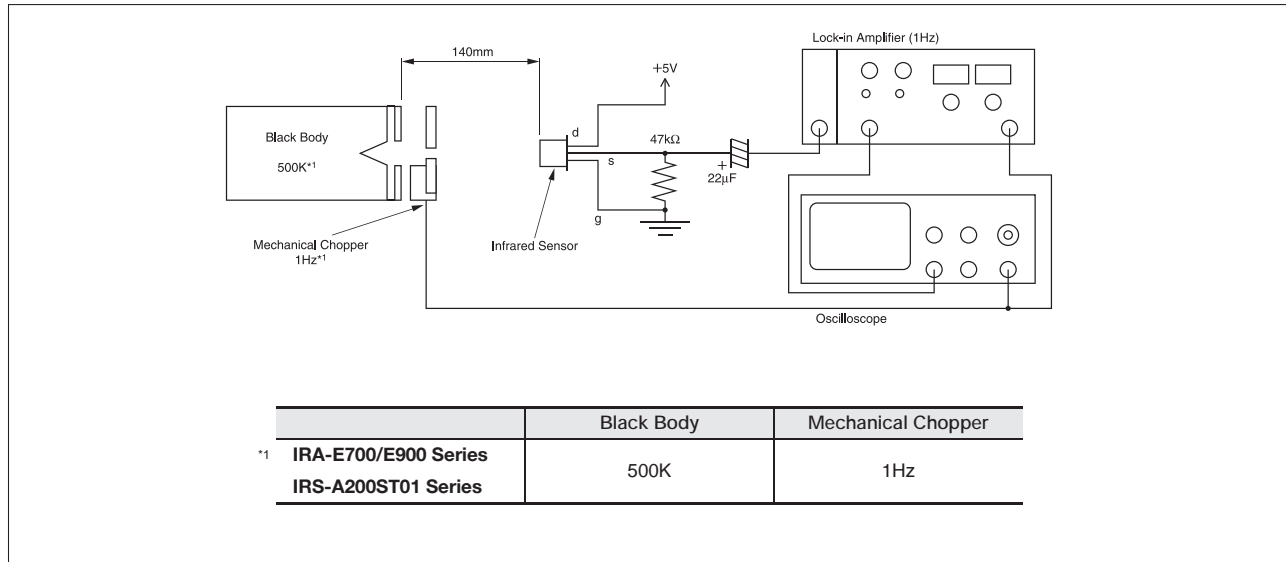 Lock-in Amplifier (1Hz)
140mm
+5V
Black Body
500K*1
d
47kΩ
s
+
22μF
g
Mechanical Chopper
1Hz*1
Infrared Sensor
Oscilloscope
Black Body Mechanical Chopper
*1 IRA-E700/E900 Series
500K 1Hz
IRS-A200ST01 Series